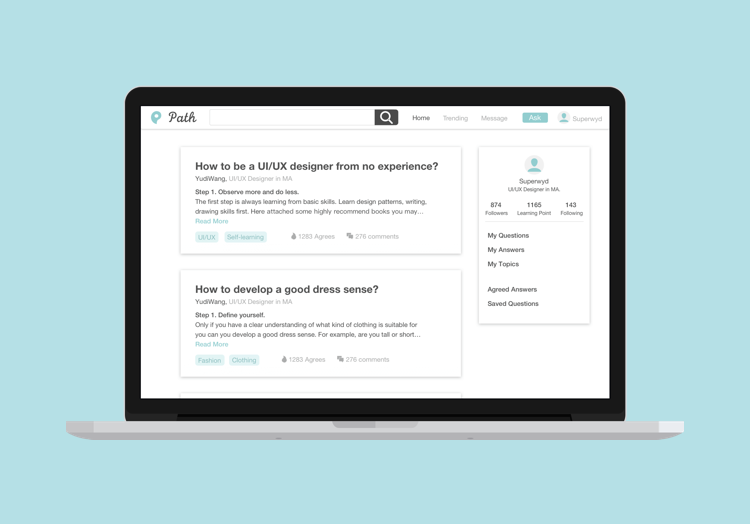 Path
Home Trending Message Ask Superwyd
How to be a UI/UX designer from no experience?
YudiWang, UI/UX Designer in MA
Step 1. Observe more and do less.
The first step is always learning from basic skills. Learn design patterns, writing,
drawing skills first. Here attached some highly recommend books you may...
Read More
UI/UX Self-learning 1283 Agrees 276 comments
How to develop a good dress sense?
YudiWang, UI/UX Designer in MA
Step 1. Define yourself.
Only if you have a clear understanding of what kind of clothing is suitable for
you can you develop a good dress sense. For example, are you tall or short...
Read More
Fashion Clothing 1283 Agrees 276 comments
Superwyd
UI/UX Designer in MA.
874 1165 143
Followers Learning Point Following
My Questions
My Answers
My Topics
Agreed Answers
Saved Questions